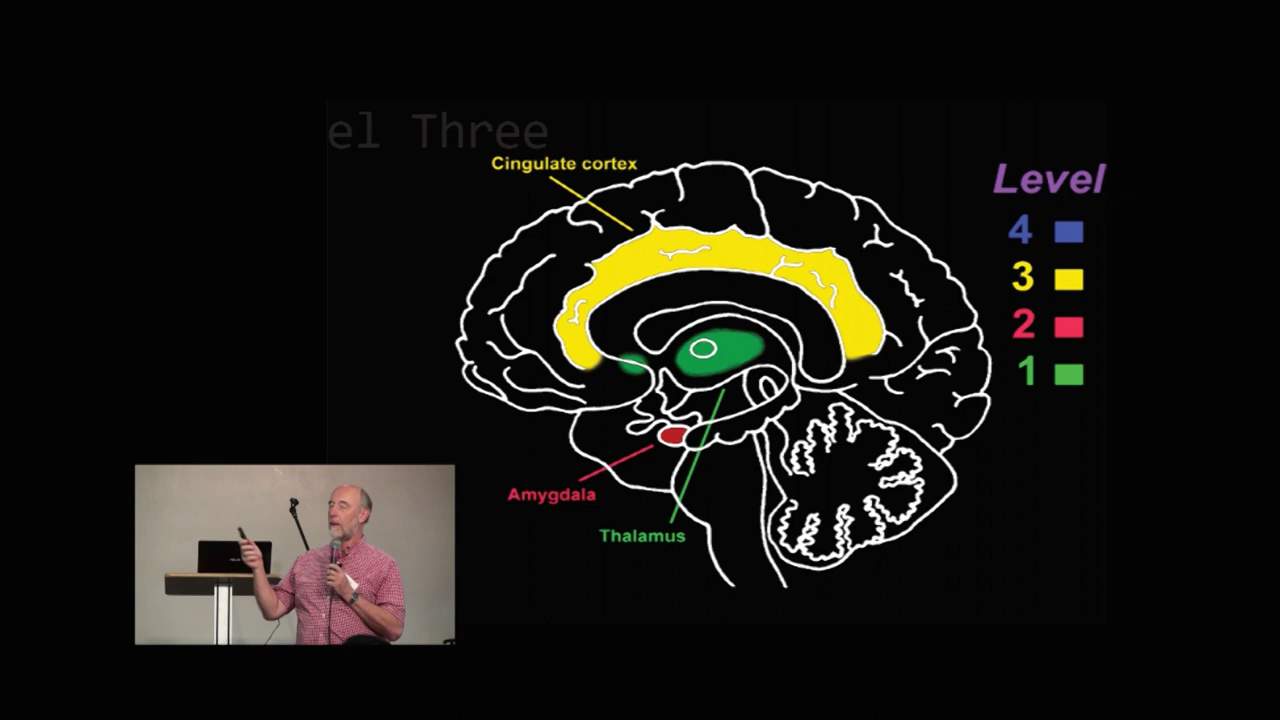 el Three
Cingulate cortex
Level
4
3
2
1
Amygdala
Thalamus